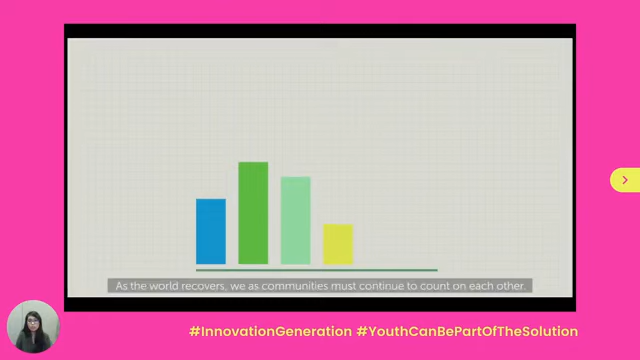 As the world recovers, we as communities must continue to count on each other.
#InnovationGeneration #YouthCanBePartOfTheSolution